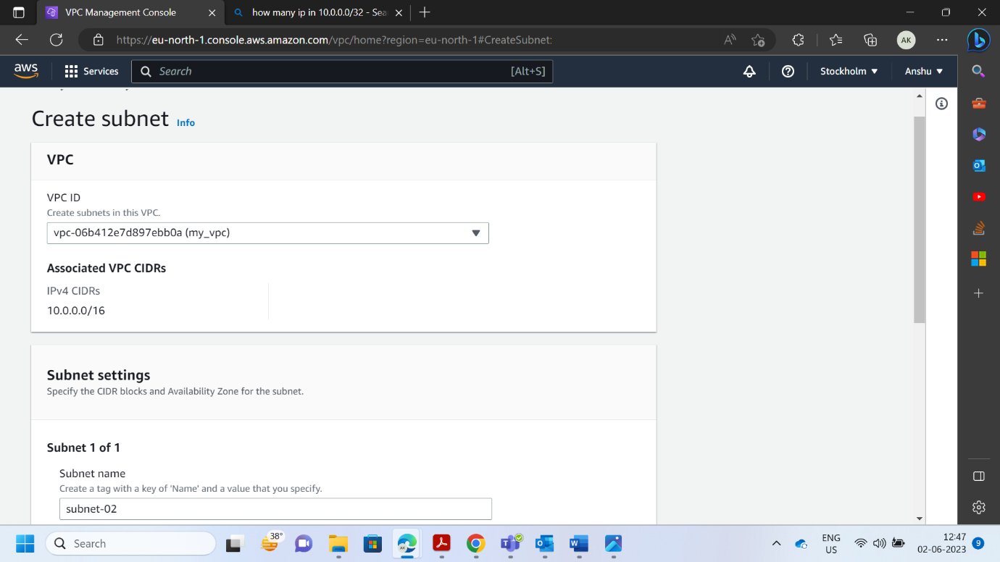 VPC Management Console
how many ip in 10.0.0.0/32 - Sea
https://eu-north-1.console.aws.amazon.com/vpc/home?region=eu-north-1#CreateSubnet:
AK
aws
Services
Search
[Alt+S]
Stockholm
Anshu
Create subnet Info
VPC
VPC ID
Create subnets in this VPC.
vpc-06b412e7d897ebb0a (my_vpc)
Associated VPC CIDRs
IPv4 CIDRs
10.0.0.0/16
Subnet settings
Specify the CIDR blocks and Availability Zone for the subnet.
Subnet 1 of 1
Subnet name
Create a tag with a key of 'Name' and a value that you specify.
subnet-02
Search
38°
ENG
US
12:47
02-06-2023
9